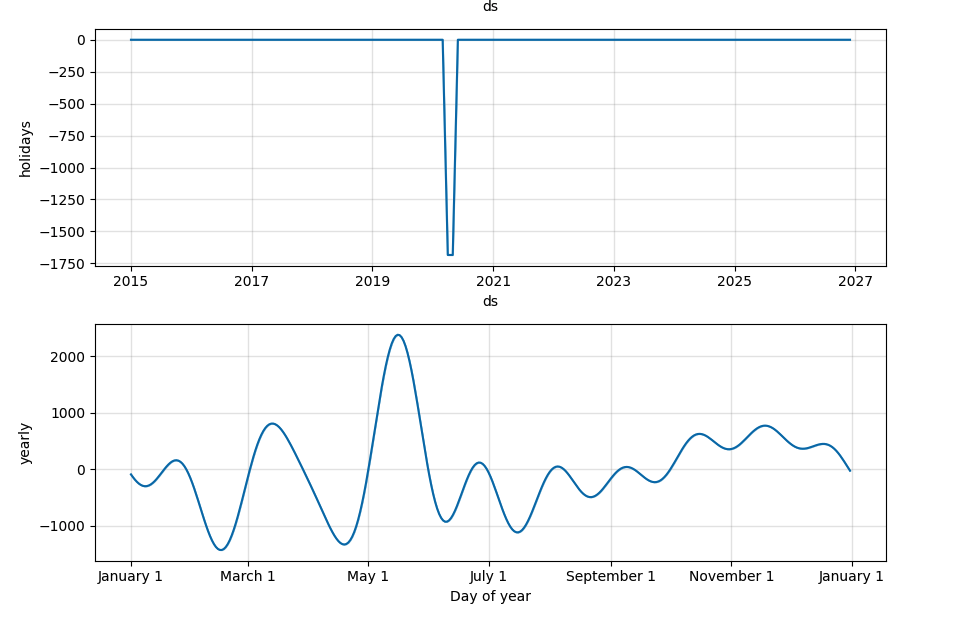 ds
holidays
0
−250
−500
−750
−1000
−1250
−1500
−1750
2015 2017 2019 2021 2023 2025 2027
ds
yearly
2000
1000
0
−1000
January 1 March 1 May 1 July 1 September 1 November 1 January 1
Day of year